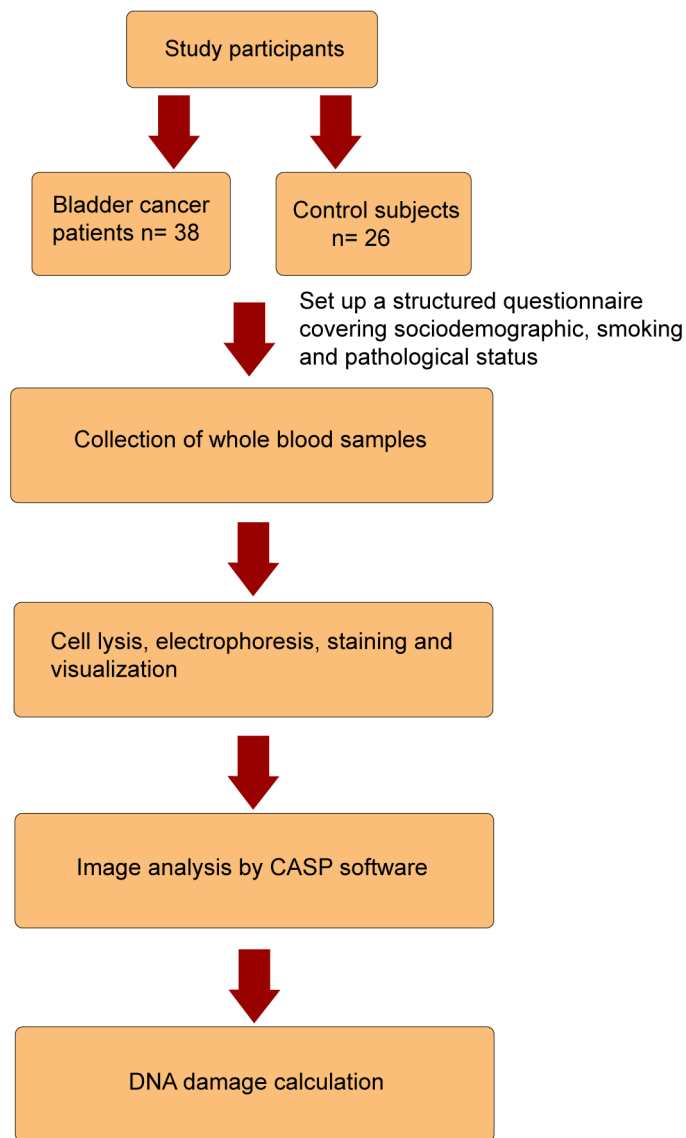 Study participants
Bladder cancer
patients n= 38
Control subjects
n= 26
Set up a structured questionnaire
covering sociodemographic, smoking
and pathological status
Collection of whole blood samples
Cell lysis, electrophoresis, staining and
visualization
Image analysis by CASP software
DNA damage calculation